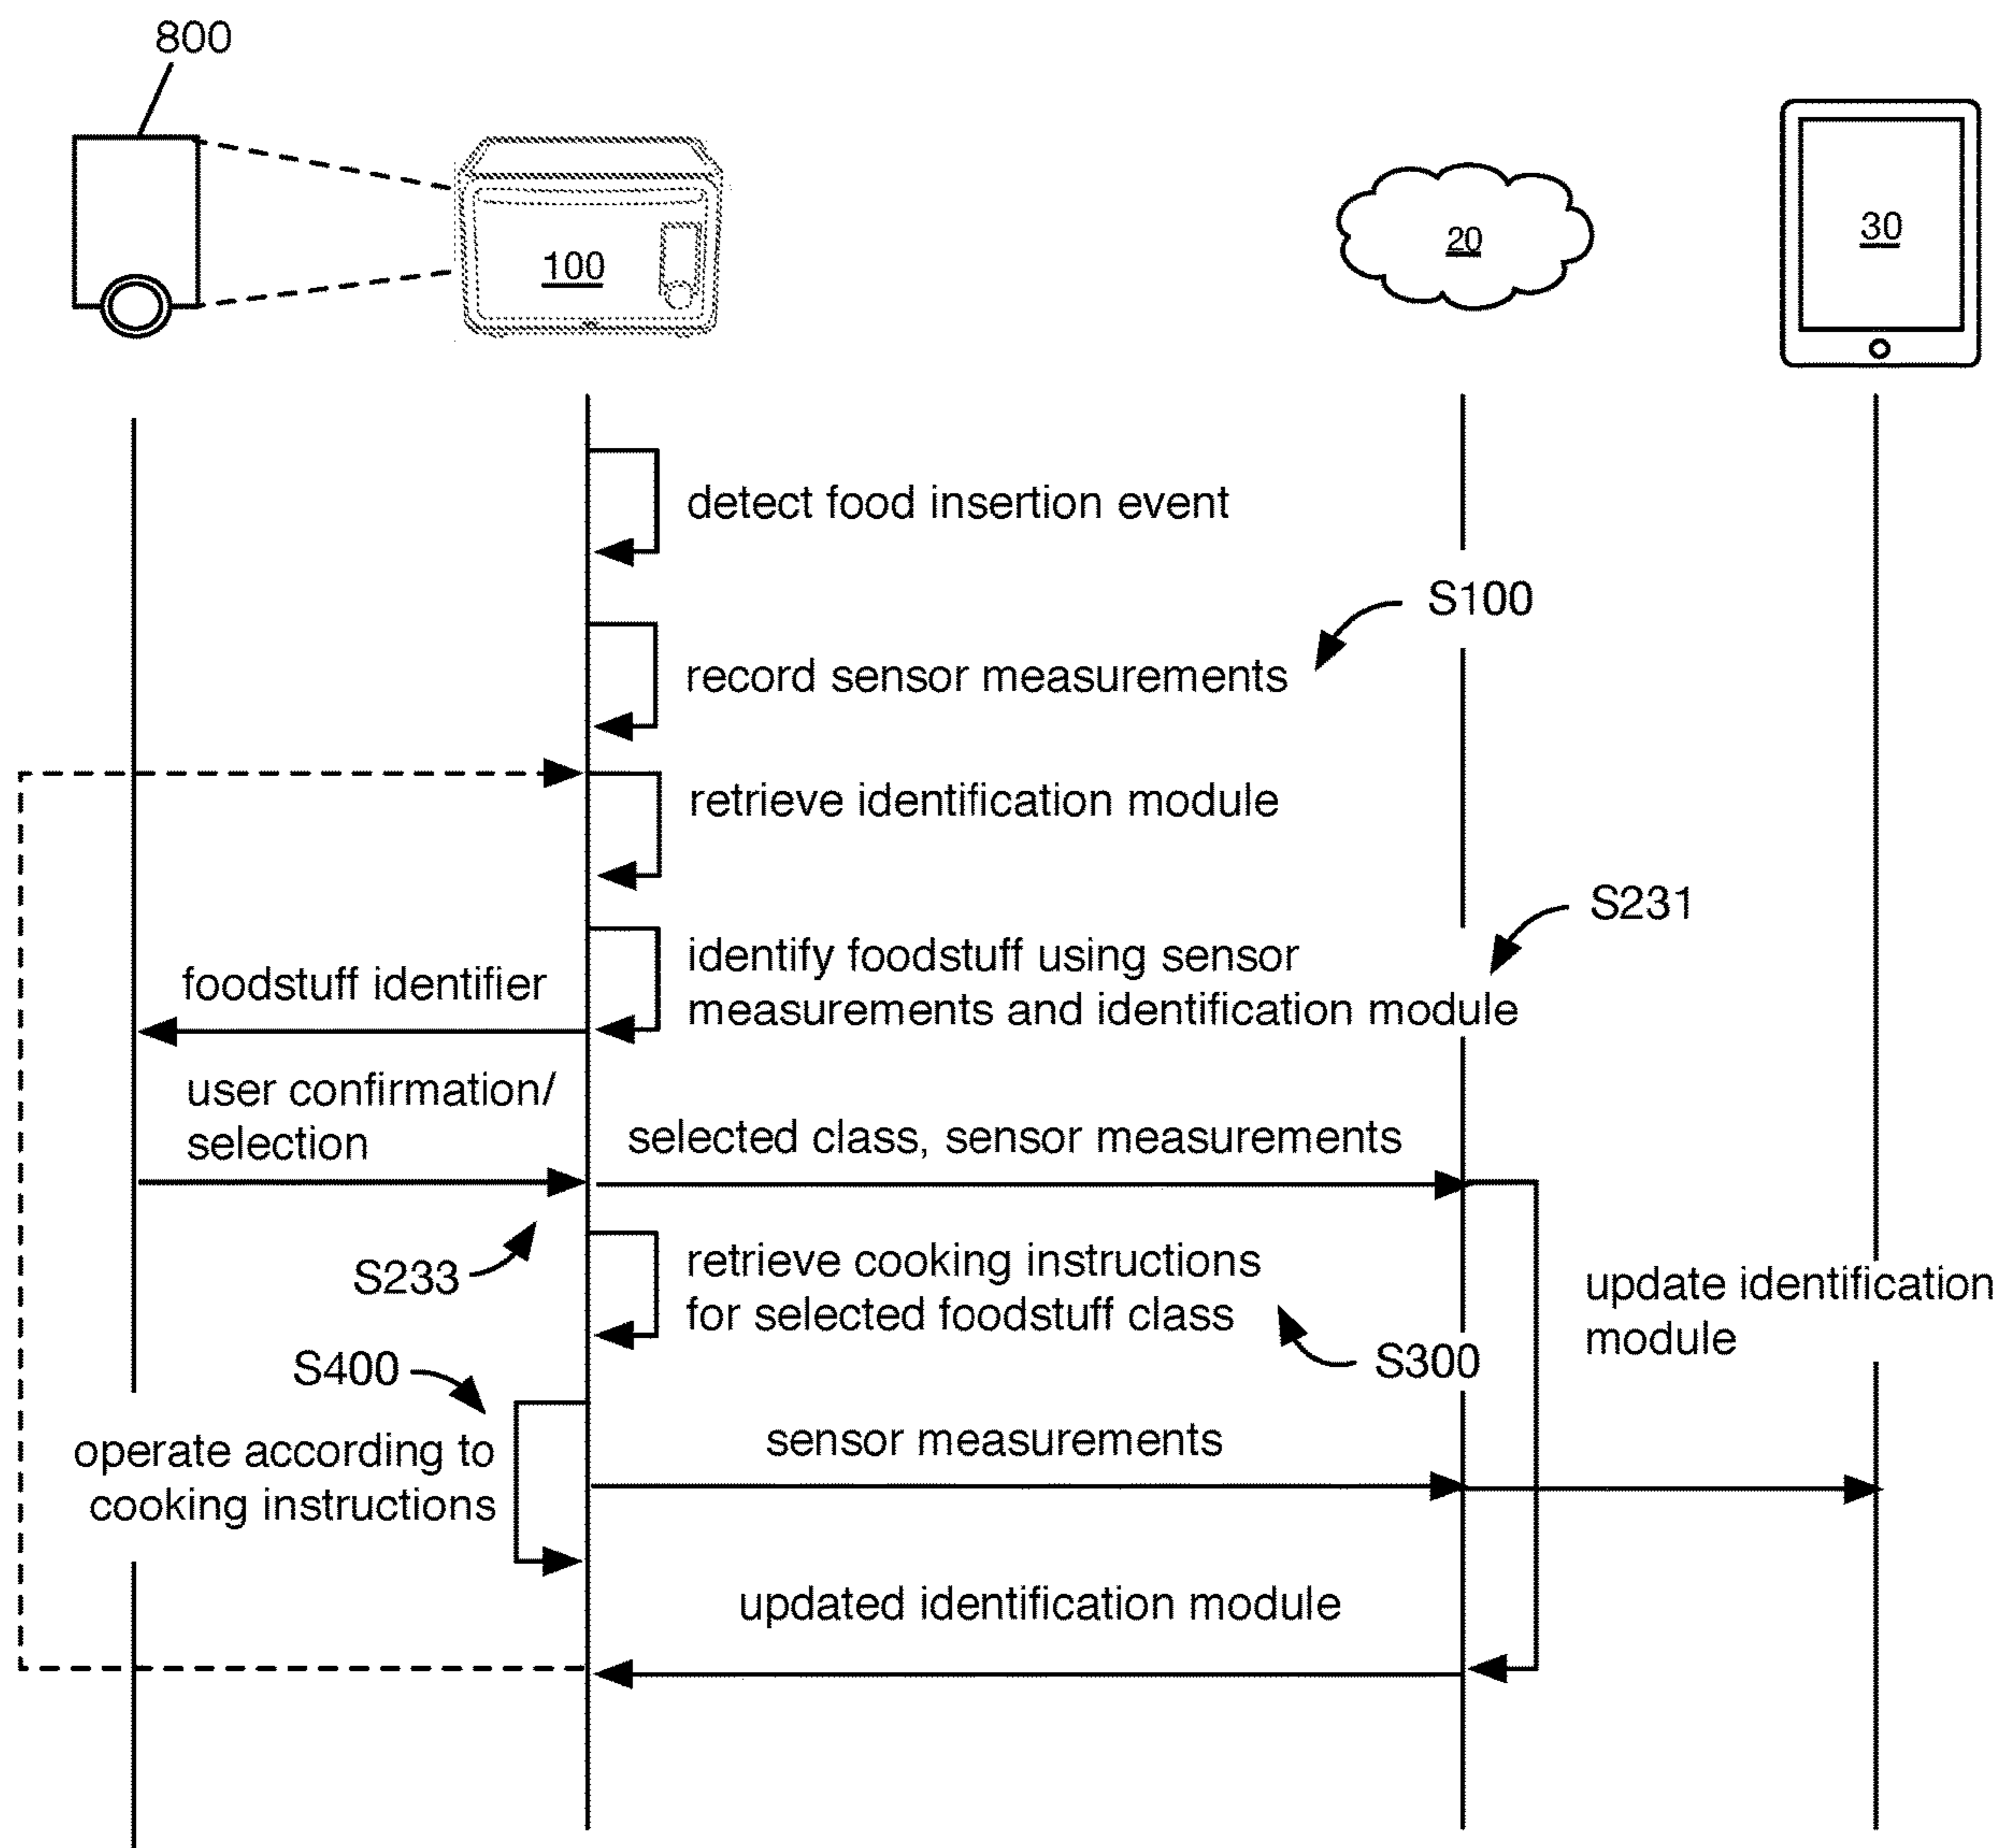 800
100
20
30
detect food insertion event
S100
record sensor measurements
retrieve identification module
S231
identify foodstuff using sensor
measurements and identification module
foodstuff identifier
user confirmation/
selection
selected class, sensor measurements
S233
retrieve cooking instructions
for selected foodstuff class
update identification
module
S300
S400
operate according to
cooking instructions
sensor measurements
updated identification module